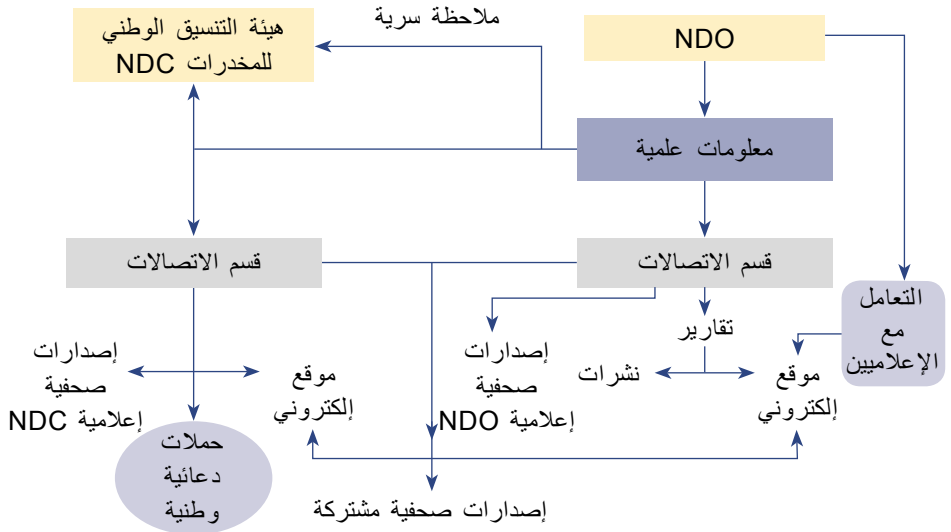 ملاحظة سرية
NDO
هيئة التنسيق الوطني
للمخدرات NDC
معلومات علمية
قسم الاتصالات
قسم الاتصالات
التعامل
مع
الإعلاميين
تقارير
نشرات
موقع
إلكتروني
إصدارات
صحفية
إعلامية NDO
موقع
إلكتروني
إصدارات
صحفية
إعلامية NDC
حملات
دعائية
وطنية
إصدارات صحفية مشتركة